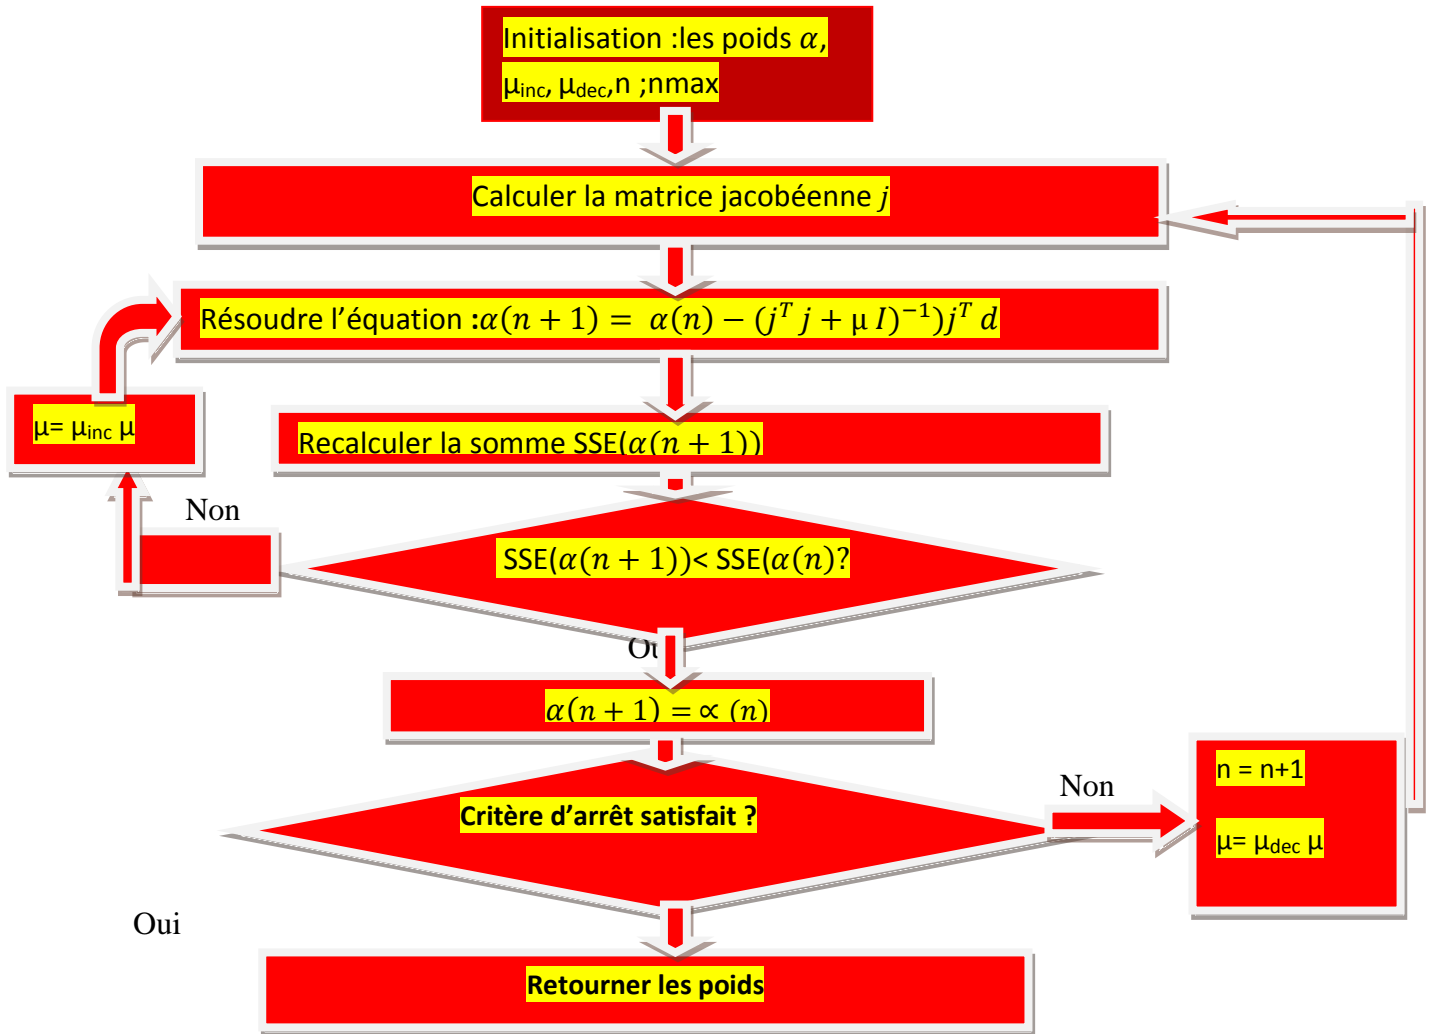 Initialisation :les poids 𝛼,
µinc, µdec,n ;nmax
Calculer la matrice jacobéenne 𝑗
Résoudre l’équation :𝛼(𝑛 + 1) = 𝛼(𝑛) − (𝑗ᵀ 𝑗 + µ 𝐼)⁻¹)𝑗ᵀ 𝑑
µ= µinc µ
Recalculer la somme SSE(𝛼(𝑛 + 1))
Non
SSE(𝛼(𝑛 + 1))< SSE(𝛼(𝑛)?
𝛼(𝑛 + 1) = ∝ (𝑛)
n = n+1
Non
Critère d’arrêt satisfait ?
µ= µdec µ
Oui
Retourner les poids